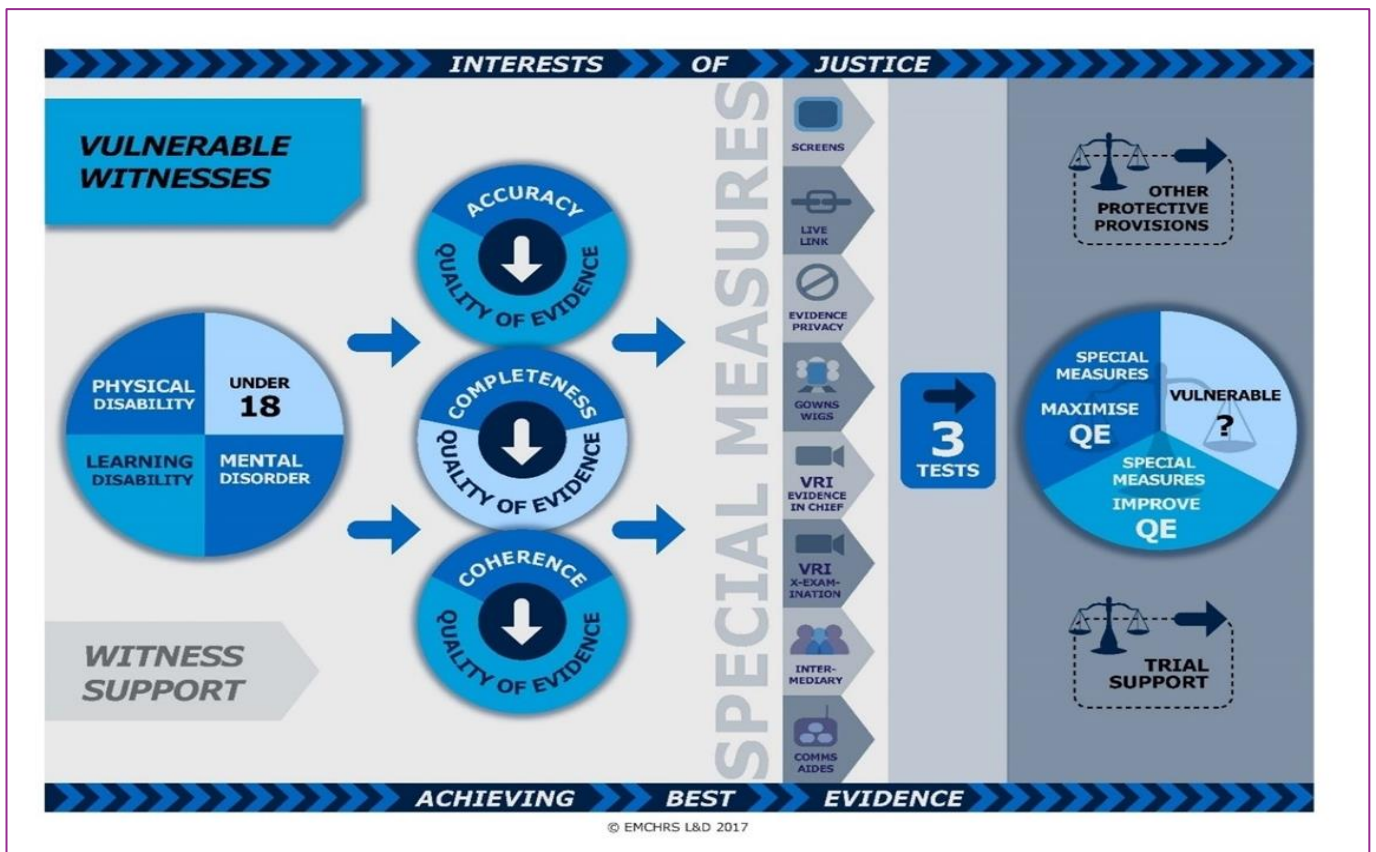 INTERESTS OF JUSTICE
VULNERABLE
WITNESSES
PHYSICAL
DISABILITY
UNDER
18
LEARNING
DISABILITY
MENTAL
DISORDER
WITNESS
SUPPORT
ACCURACY
QUALITY OF EVIDENCE
COMPLETENESS
QUALITY OF EVIDENCE
COHERENCE
QUALITY OF EVIDENCE
SPECIAL MEASURES
SCREENS
LIVE
LINK
EVIDENCE
PRIVACY
GOWNS
WIGS
VRI
EVIDENCE
IN CHIEF
VRI
X-EXAM-
INATION
INTER-
MEDIARY
COMMS
AIDES
3
TESTS
OTHER
PROTECTIVE
PROVISIONS
SPECIAL
MEASURES
MAXIMISE
QE
VULNERABLE
?
SPECIAL
MEASURES
IMPROVE
QE
TRIAL
SUPPORT
ACHIEVING BEST EVIDENCE
© EMCHRS L&D 2017